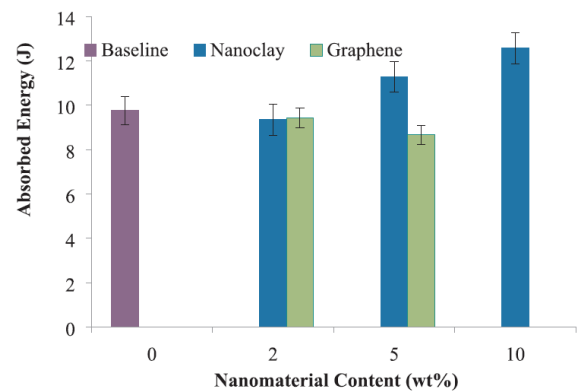 14
Baseline
Nanoclay
Graphene
12
10
8
6
4
2
0
Absorbed Energy (J)
0
2
5
10
Nanomaterial Content (wt%)